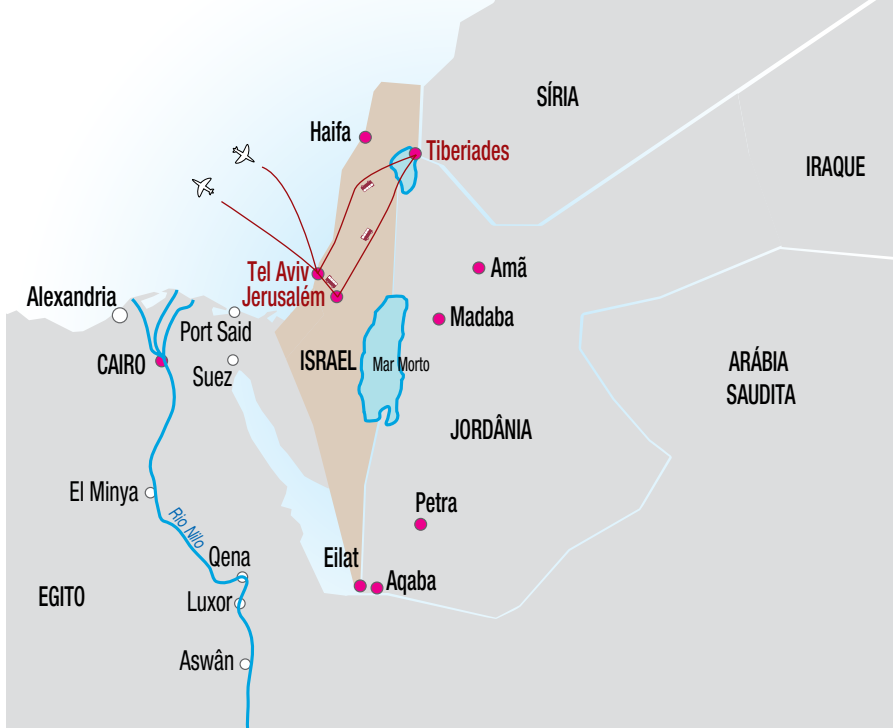 SÍRIA
Haifa
Tiberiades
IRAQUE
Tel Aviv
Jerusalém
Amã
Alexandria
Port Said
Madaba
CAIRO
Suez
ISRAEL
Mar Morto
ARÁBIA
SAUDITA
JORDÂNIA
El Minya
Rio Nilo
Petra
Qena
Eilat
Aqaba
EGITO
Luxor
Aswân